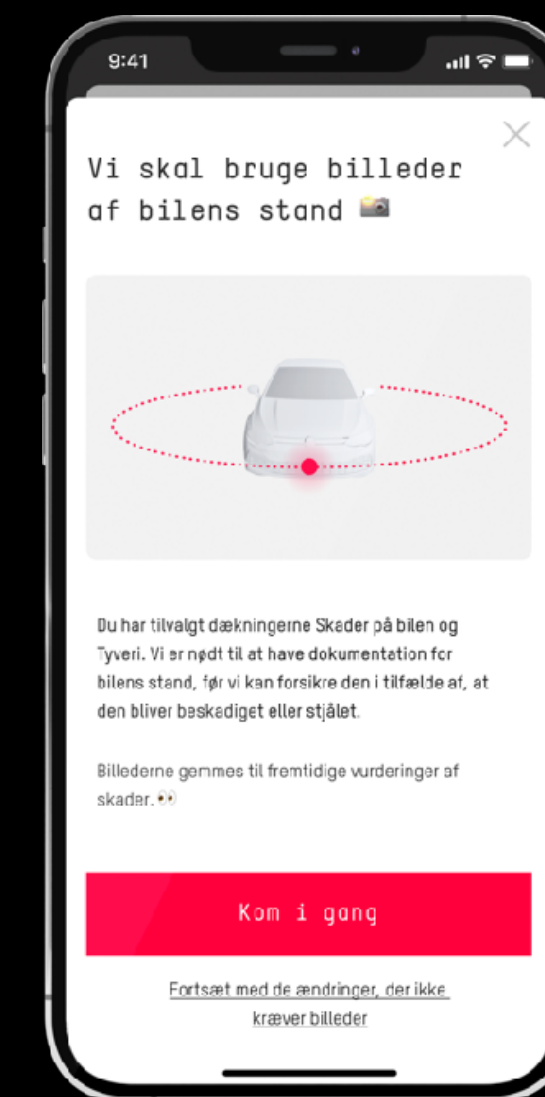 9:41
Vi skal bruge billeder
af bilens stand 📷
Du har tilvalgt dækningerne Skader på bilen og
Tyveri. Vi er nødt til at have dokumentation for
bilens stand, før vi kan forsikre den i tilfælde af, at
den bliver beskadiget eller stjålet.
Billederne gemmes til fremtidige vurderinger af
skader.👀
Kom i gang
Fortsæt med de ændringer, der ikke
kræver billeder